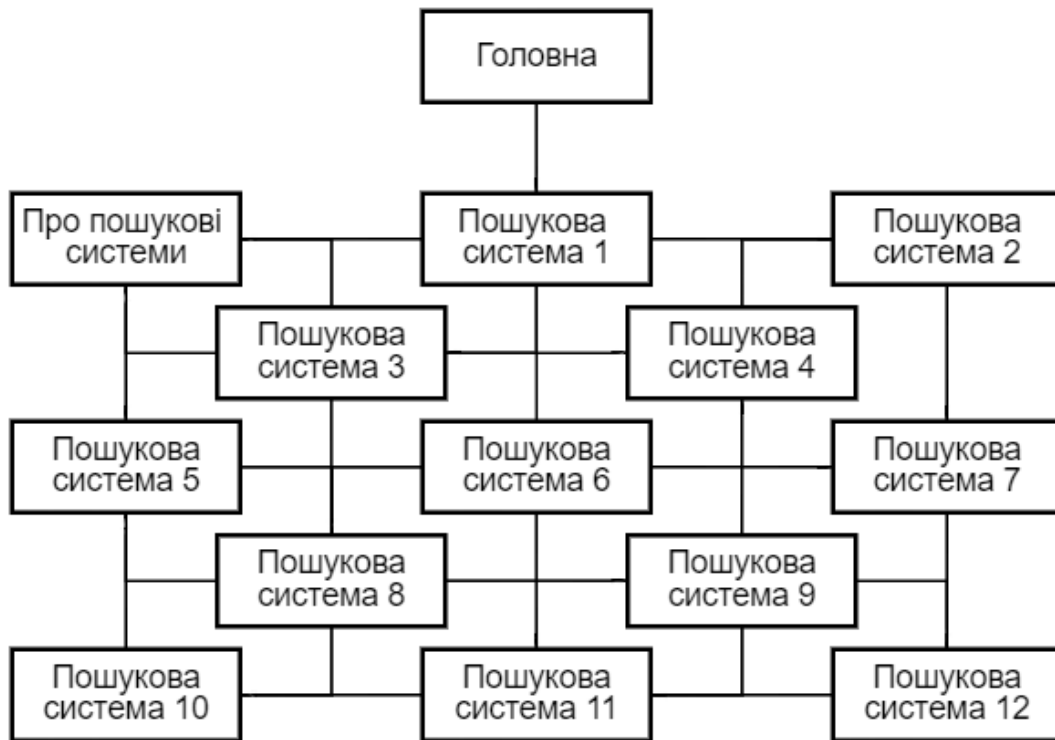 Головна
Про пошукові
системи
Пошукова
система 1
Пошукова
система 2
Пошукова
система 3
Пошукова
система 4
Пошукова
система 5
Пошукова
система 6
Пошукова
система 7
Пошукова
система 8
Пошукова
система 9
Пошукова
система 10
Пошукова
система 11
Пошукова
система 12